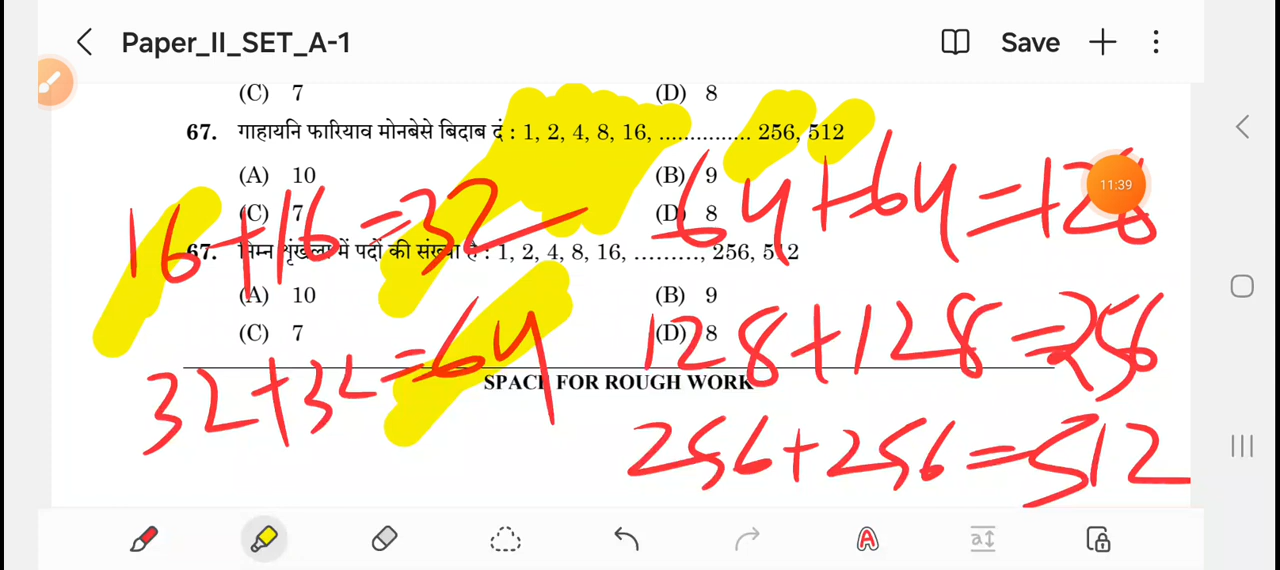 Paper_II_SET_A-1 Save
11:39
(C) 7 (D) 8
67. गाहायनि फारियाव मोनबेसे बिदाब दं : 1, 2, 4, 8, 16, .............. 256, 512
(A) 10 (B) 9
(C) 7 (D) 8
67. निम्न शृंखला में पदों की संख्या है : 1, 2, 4, 8, 16, ........., 256, 512
(A) 10 (B) 9
(C) 7 (D) 8
SPACE FOR ROUGH WORK
16+16=32
32+32=64
64+64=128
128+128=256
256+256=512
A
a